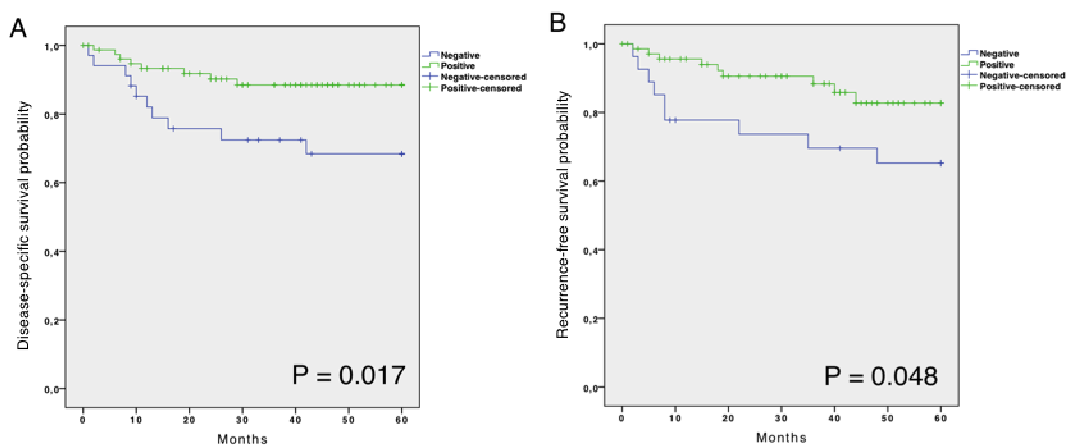 A
Disease-specific survival probability
1,0
0,8
0,6
0,4
0,2
0,0
0 10 20 30 40 50 60
Months
P = 0.017
Negative
Positive
Negative-censored
Positive-censored
B
Recurrence-free survival probability
1,0
0,8
0,6
0,4
0,2
0,0
0 10 20 30 40 50 60
Months
P = 0.048
Negative
Positive
Negative-censored
Positive-censored